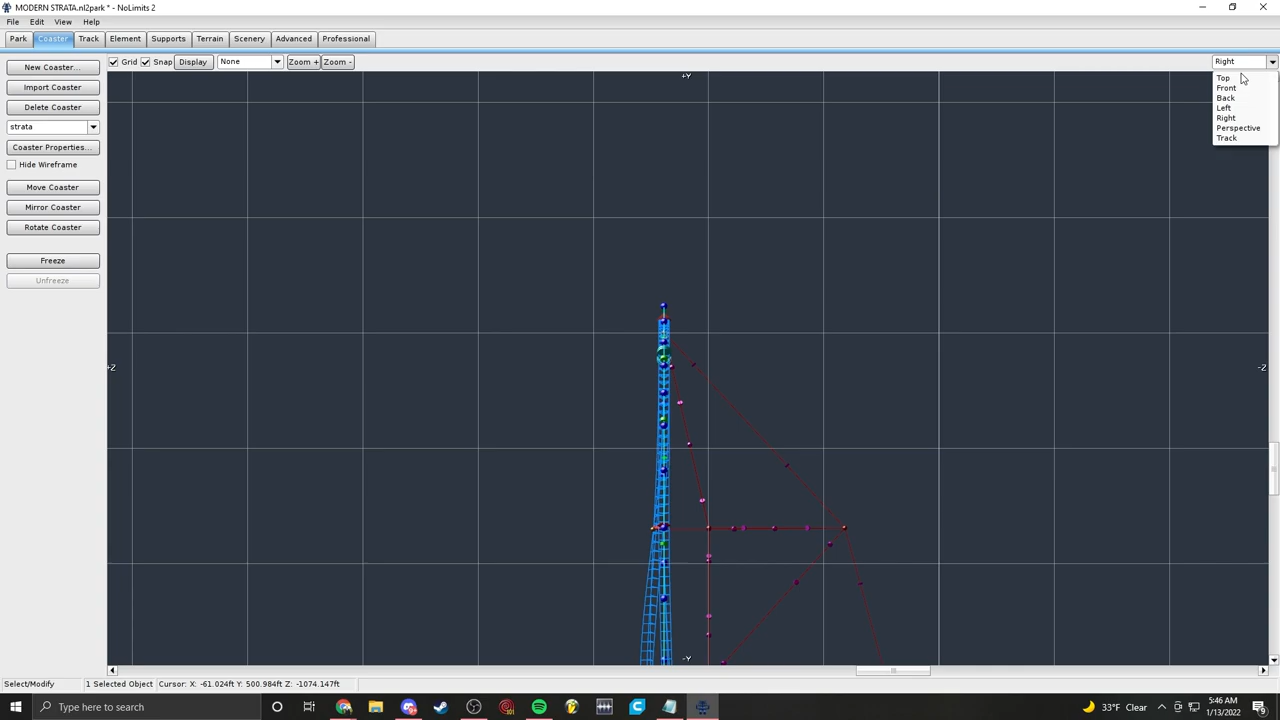 MODERN STRATA.nl2park * - NoLimits 2
File Edit View Help
Park Coaster Track Element Supports Terrain Scenery Advanced Professional
New Coaster...
Grid Snap Display None Zoom + Zoom -
Right
Top
Front
Back
Left
Right
Perspective
Track
Import Coaster
Delete Coaster
strata
Coaster Properties...
Hide Wireframe
Move Coaster
Mirror Coaster
Rotate Coaster
Freeze
Unfreeze
+Y
+Z
-Z
-Y
Select/Modify 1 Selected Object Cursor: X: -61.024ft Y: 500.984ft Z: -1074.147ft
Type here to search
33°F Clear
5:46 AM
1/13/2022